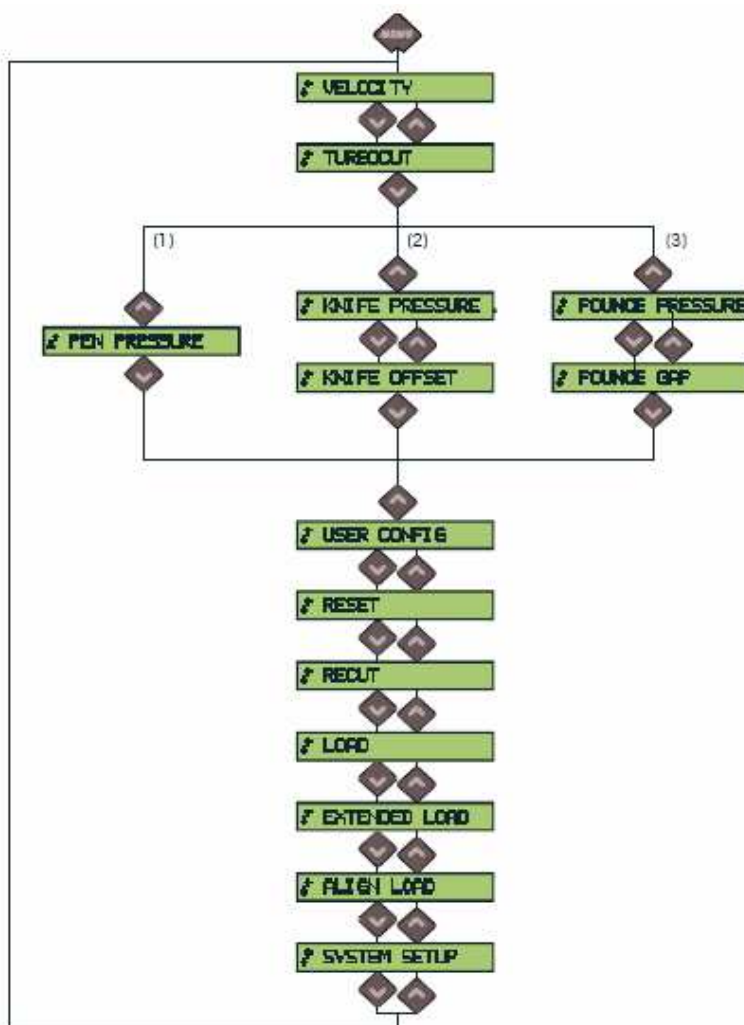 MENU
VELOCITY
TURBOCUT
(1)
(2)
(3)
KNIFE PRESSURE
POUNCE PRESSURE
PEN PRESSURE
KNIFE OFFSET
POUNCE GAP
USER CONFIG
RESET
RECUT
LOAD
EXTENDED LOAD
ALIGN LOAD
SYSTEM SETUP